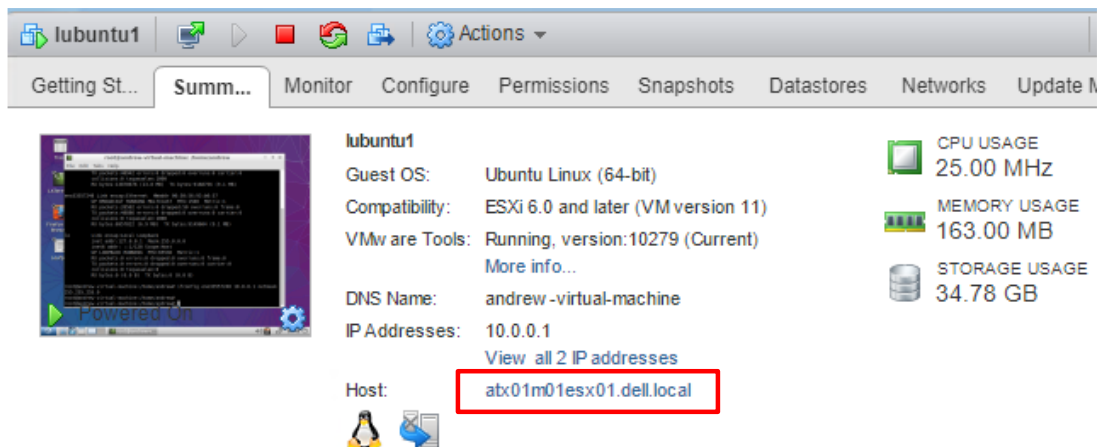 lubuntu1
Actions
Getting St... Summ... Monitor Configure Permissions Snapshots Datastores Networks Update
lubuntu1
Guest OS: Ubuntu Linux (64-bit)
Compatibility: ESXi 6.0 and later (VM version 11)
VMware Tools: Running, version:10279 (Current)
More info...
DNS Name: andrew-virtual-machine
IP Addresses: 10.0.0.1
View all 2 IP addresses
Host: atx01m01esx01.dell.local
Powered On
CPU USAGE
25.00 MHz
MEMORY USAGE
163.00 MB
STORAGE USAGE
34.78 GB